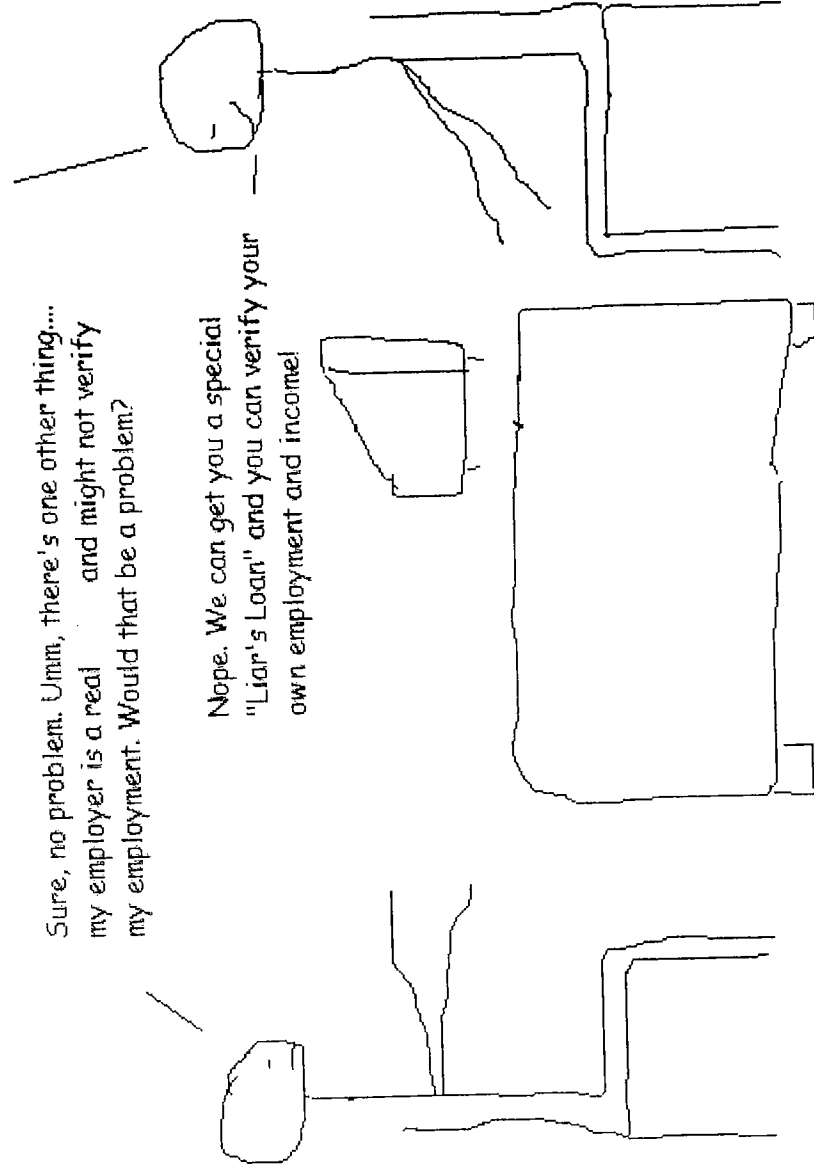 Sure, no problem. Umm, there's one other thing....
my employer is a real and might not verify
my employment. Would that be a problem?
Nope. We can get you a special
"Liar's Loan" and you can verify your
own employment and income!